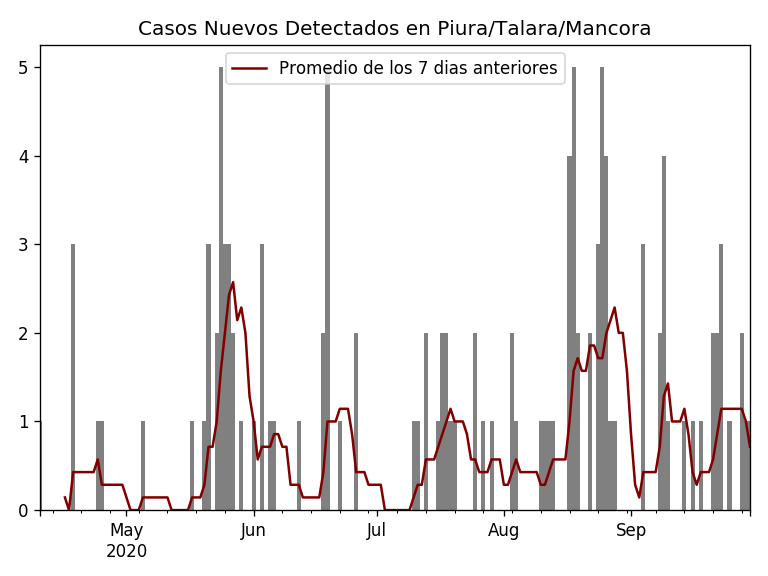 Casos Nuevos Detectados en Piura/Talara/Mancora
Promedio de los 7 dias anteriores
5
4
3
2
1
0
May Jun Jul Aug Sep
2020